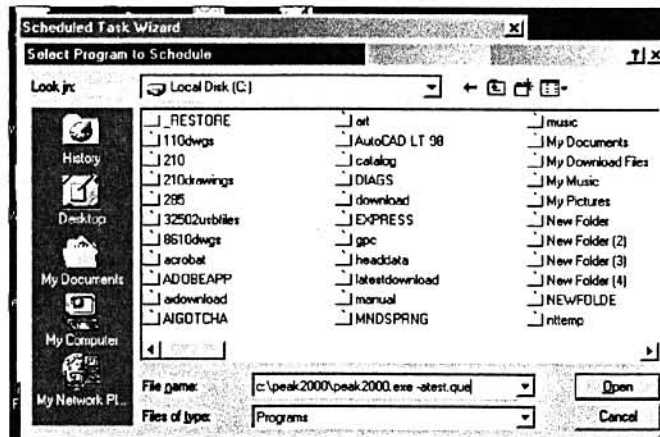 Scheduled Task Wizard
Select Program to Schedule
Look in:
Local Disk (C:)
History
Desktop
My Documents
My Computer
My Network Pl...
_RESTORE
110dwgs
210
210drawings
285
32502usbfiles
8610dwgs
acrobat
ADOBEAPP
aidownload
AIGOTCHA
art
AutoCAD LT 98
catalog
DIAGS
download
EXPRESS
gpc
headdata
latestdownload
manual
MNDSPRNG
music
My Documents
My Download Files
My Music
My Pictures
New Folder
New Folder (2)
New Folder (3)
New Folder (4)
NEWFOLDE
nttemp
File name:
c:\peak2000\peak2000.exe -atest.que
Open
Files of type:
Programs
Cancel